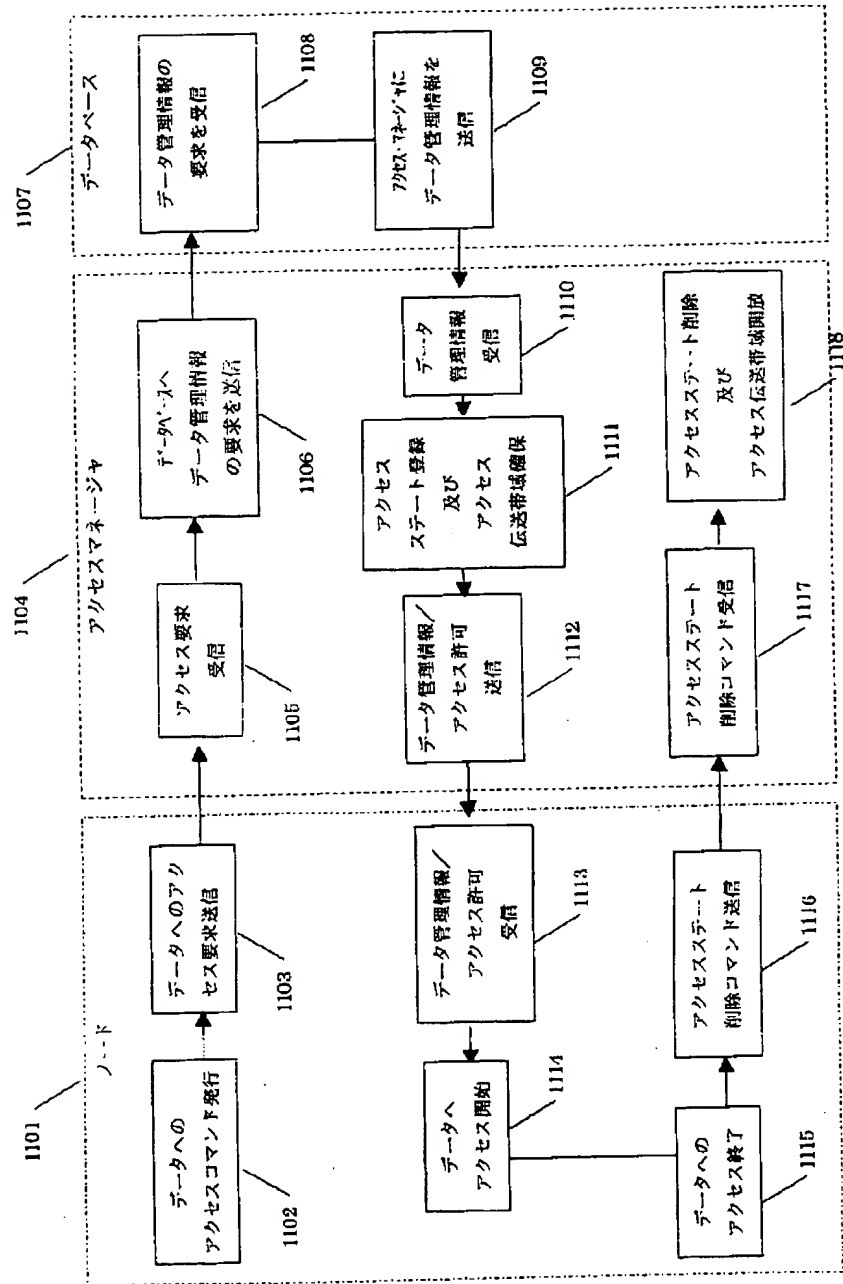 1101
ノード
データへの
アクセスコマンド発行
1102
データへのアク
セス要求送信
1103
1104
アクセスマネージャ
アクセス要求
受信
1105
データベースへ
データ管理情報
の要求を送信
1106
1107
データベース
データ管理情報の
要求を受信
1108
アクセス・マネージャに
データ管理情報を
送信
1109
データ
管理情報
受信
1110
アクセス
ステート登録
及び
アクセス
伝送帯域確保
1111
データ管理情報/
アクセス許可
送信
1112
データ管理情報/
アクセス許可
受信
1113
データへ
アクセス開始
1114
データへの
アクセス終了
1115
アクセスステート
削除コマンド送信
1116
アクセスステート
削除コマンド受信
1117
アクセスステート削除
及び
アクセス伝送帯域開放
1118